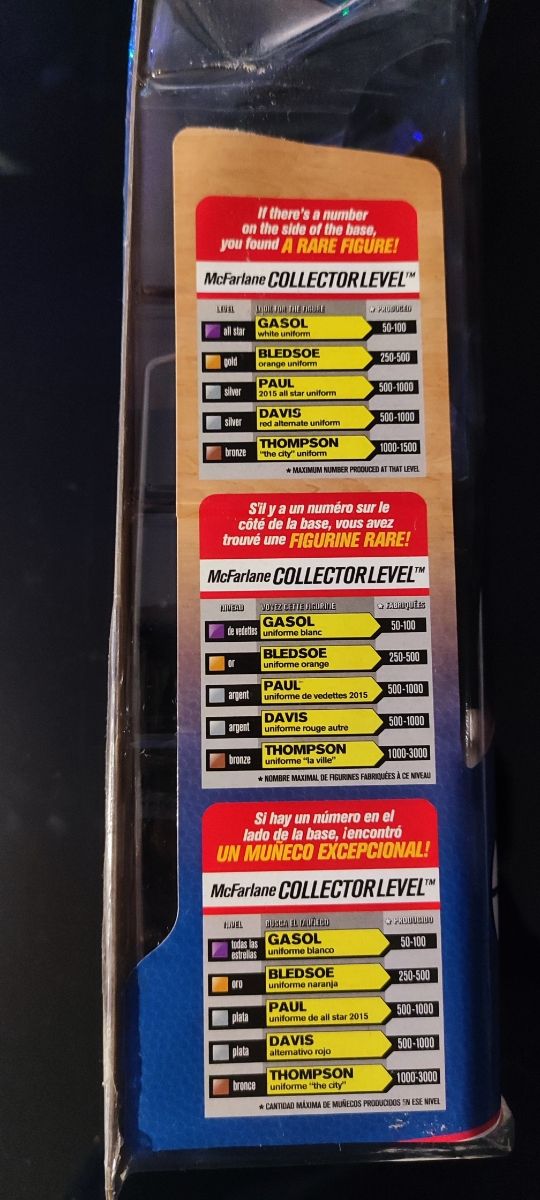 If there's a number
on the side of the base,
you found A RARE FIGURE!
McFarlane COLLECTOR LEVEL™
LEVEL LOOK FOR THE FIGURE ★ PRODUCED
all star GASOL white uniform 50-100
gold BLEDSOE orange uniform 250-500
silver PAUL 2015 all star uniform 500-1000
silver DAVIS red alternate uniform 500-1000
bronze THOMPSON "the city" uniform 1000-1500
★ MAXIMUM NUMBER PRODUCED AT THAT LEVEL
S'il y a un numéro sur le
côté de la base, vous avez
trouvé une FIGURINE RARE!
McFarlane COLLECTOR LEVEL™
NIVEAU VOYEZ CETTE FIGURINE ★ FABRIQUÉES
de vedettes GASOL uniforme blanc 50-100
or BLEDSOE uniforme orange 250-500
argent PAUL uniforme de vedettes 2015 500-1000
argent DAVIS uniforme rouge autre 500-1000
bronze THOMPSON uniforme "la ville" 1000-3000
★ NOMBRE MAXIMAL DE FIGURINES FABRIQUÉES À CE NIVEAU
Si hay un número en el
lado de la base, ¡encontró
UN MUÑECO EXCEPCIONAL!
McFarlane COLLECTOR LEVEL™
NIVEL BUSCA EL MUÑECO ★ PRODUCIDO
todas las estrellas GASOL uniforme blanco 50-100
oro BLEDSOE uniforme naranja 250-500
plata PAUL uniforme de all star 2015 500-1000
plata DAVIS alternativo rojo 500-1000
bronce THOMPSON uniforme "the city" 1000-3000
★ CANTIDAD MÁXIMA DE MUÑECOS PRODUCIDOS EN ESE NIVEL